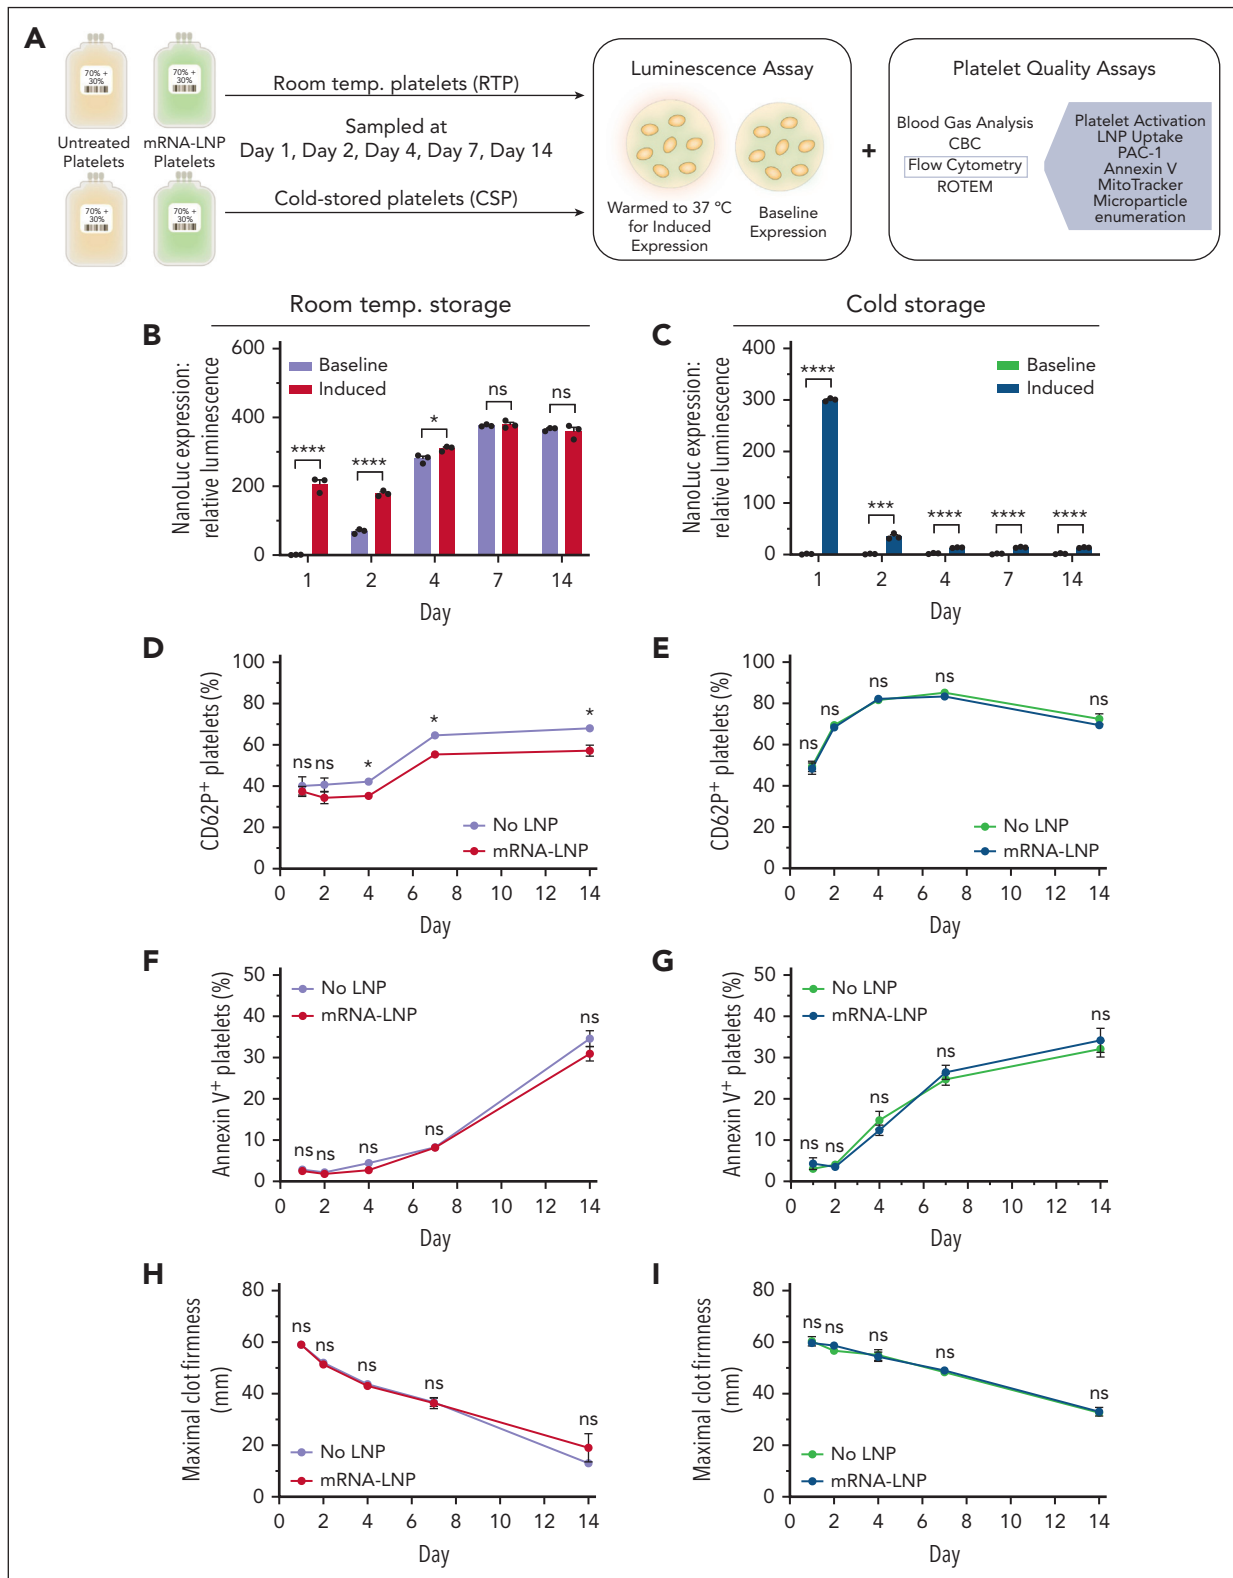 A
70% +
30%
70% +
30%
Untreated
Platelets
mRNA-LNP
Platelets
70% +
30%
70% +
30%
Room temp. platelets (RTP)
Sampled at
Day 1, Day 2, Day 4, Day 7, Day 14
Cold-stored platelets (CSP)
Luminescence Assay
Warmed to 37 °C
for Induced
Expression
Baseline
Expression
+
Platelet Quality Assays
Blood Gas Analysis
CBC
Flow Cytometry
ROTEM
Platelet Activation
LNP Uptake
PAC-1
Annexin V
MitoTracker
Microparticle
enumeration
Room temp. storage
B
NanoLuc expression:
relative luminescence
600
400
200
0
Baseline
Induced
****
****
*
ns
ns
1 2 4 7 14
Day
Cold storage
C
NanoLuc expression:
relative luminescence
400
300
200
100
0
Baseline
Induced
****
***
****
****
****
1 2 4 7 14
Day
D
CD62P+ platelets (%)
100
80
60
40
20
0
ns ns * * *
No LNP
mRNA-LNP
0 2 4 6 8 10 12 14
Day
E
CD62P+ platelets (%)
100
80
60
40
20
0
ns ns ns ns ns
No LNP
mRNA-LNP
0 2 4 6 8 10 12 14
Day
F
Annexin V+ platelets (%)
50
40
30
20
10
0
No LNP
mRNA-LNP
ns ns ns ns ns
0 2 4 6 8 10 12 14
Day
G
Annexin V+ platelets (%)
50
40
30
20
10
0
No LNP
mRNA-LNP
ns ns ns ns ns
0 2 4 6 8 10 12 14
Day
H
Maximal clot firmness
(mm)
80
60
40
20
0
ns ns ns ns ns
No LNP
mRNA-LNP
0 2 4 6 8 10 12 14
Day
I
Maximal clot firmness
(mm)
80
60
40
20
0
ns ns ns ns ns
No LNP
mRNA-LNP
0 2 4 6 8 10 12 14
Day